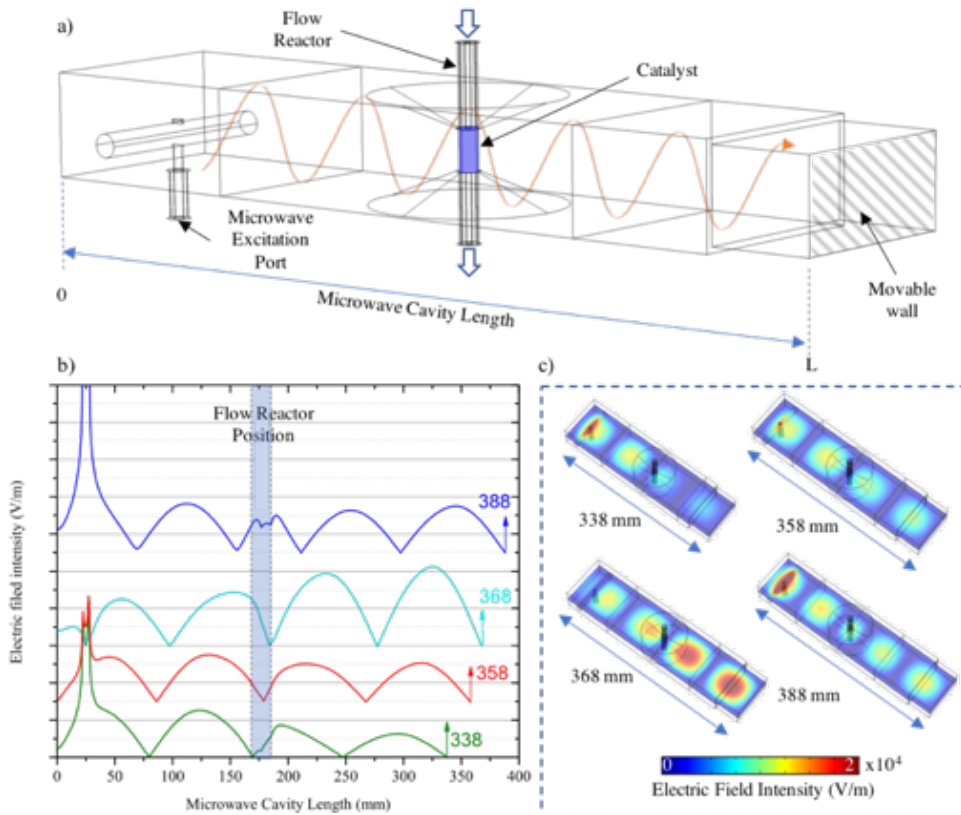 a)
Flow
Reactor
Catalyst
Microwave
Excitation
Port
Movable
wall
0
Microwave Cavity Length
L
b)
Flow Reactor
Position
388
368
358
338
Electric filed intensity (V/m)
0 50 100 150 200 250 300 350 400
Microwave Cavity Length (mm)
c)
338 mm
358 mm
368 mm
388 mm
0 2 x10⁴
Electric Field Intensity (V/m)